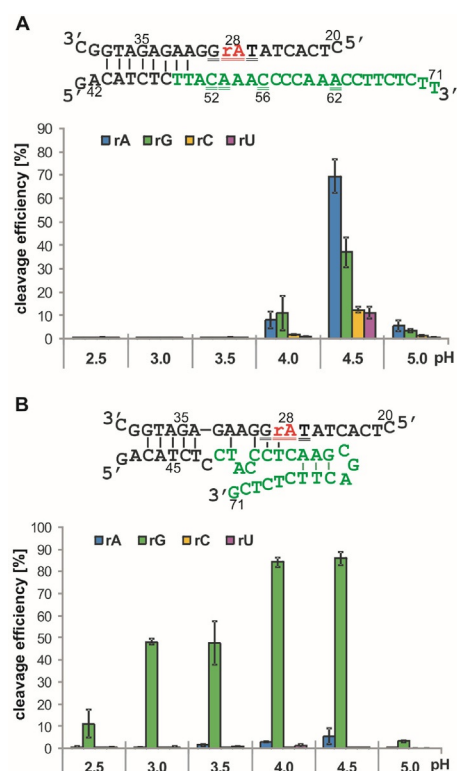 A
35 28 20
3'CGGTAGAGAAGGrATATCACTC5'
5'GACATCTCTTACAAACCCCAAACCTTCTCTTT3'
42 52 56 62 71
90
80
70
60
50
40
30
20
10
0
cleavage efficiency [%]
rA rG rC rU
2.5 3.0 3.5 4.0 4.5 5.0 pH
B
35 28 20
3'CGGTAGA-GAAGGrATATCACTC5'
GACATCTCCT CCTCAAGC
5' 45 AC G
3'GCTCTCTTCA
71
100
90
80
70
60
50
40
30
20
10
0
cleavage efficiency [%]
rA rG rC rU
2.5 3.0 3.5 4.0 4.5 5.0 pH